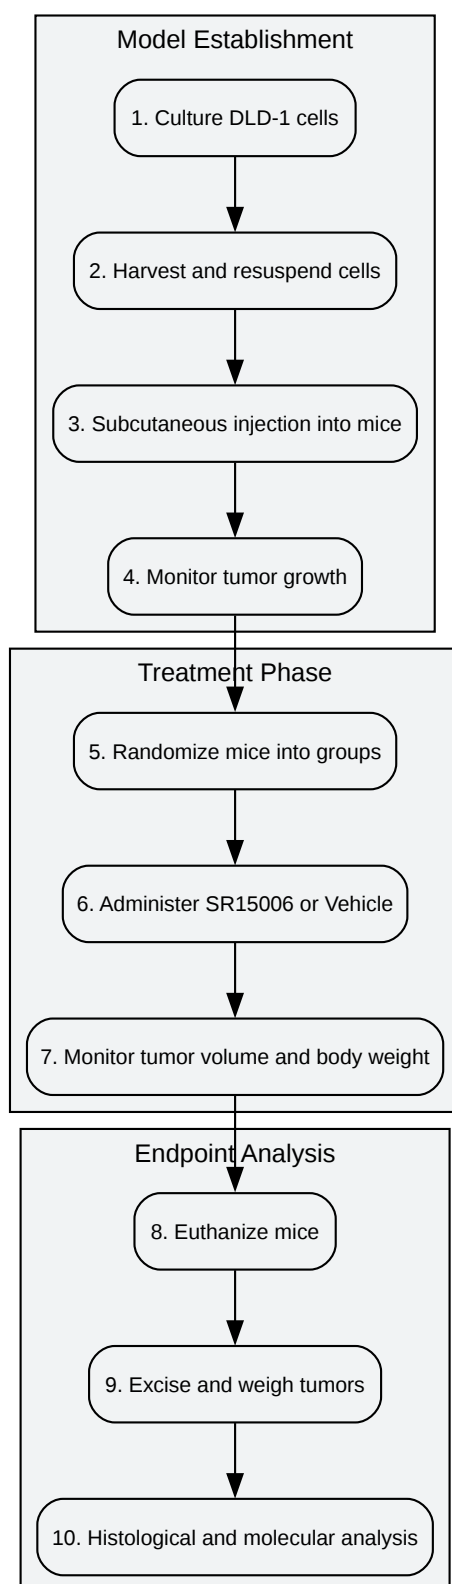 Model Establishment
1. Culture DLD-1 cells
2. Harvest and resuspend cells
3. Subcutaneous injection into mice
4. Monitor tumor growth
Treatment Phase
5. Randomize mice into groups
6. Administer SR15006 or Vehicle
7. Monitor tumor volume and body weight
Endpoint Analysis
8. Euthanize mice
9. Excise and weigh tumors
10. Histological and molecular analysis